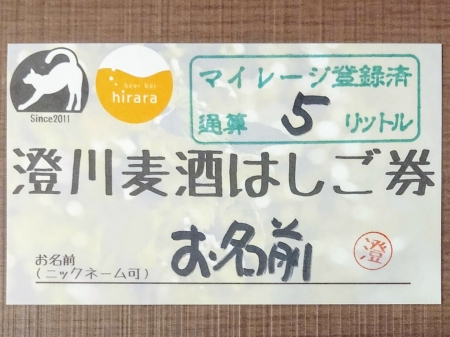 Since2011
beer bar
hirara
マイレージ登録済
通算 5 リットル
澄川麦酒はしご券
お名前
(ニックネーム可)
お名前
澄